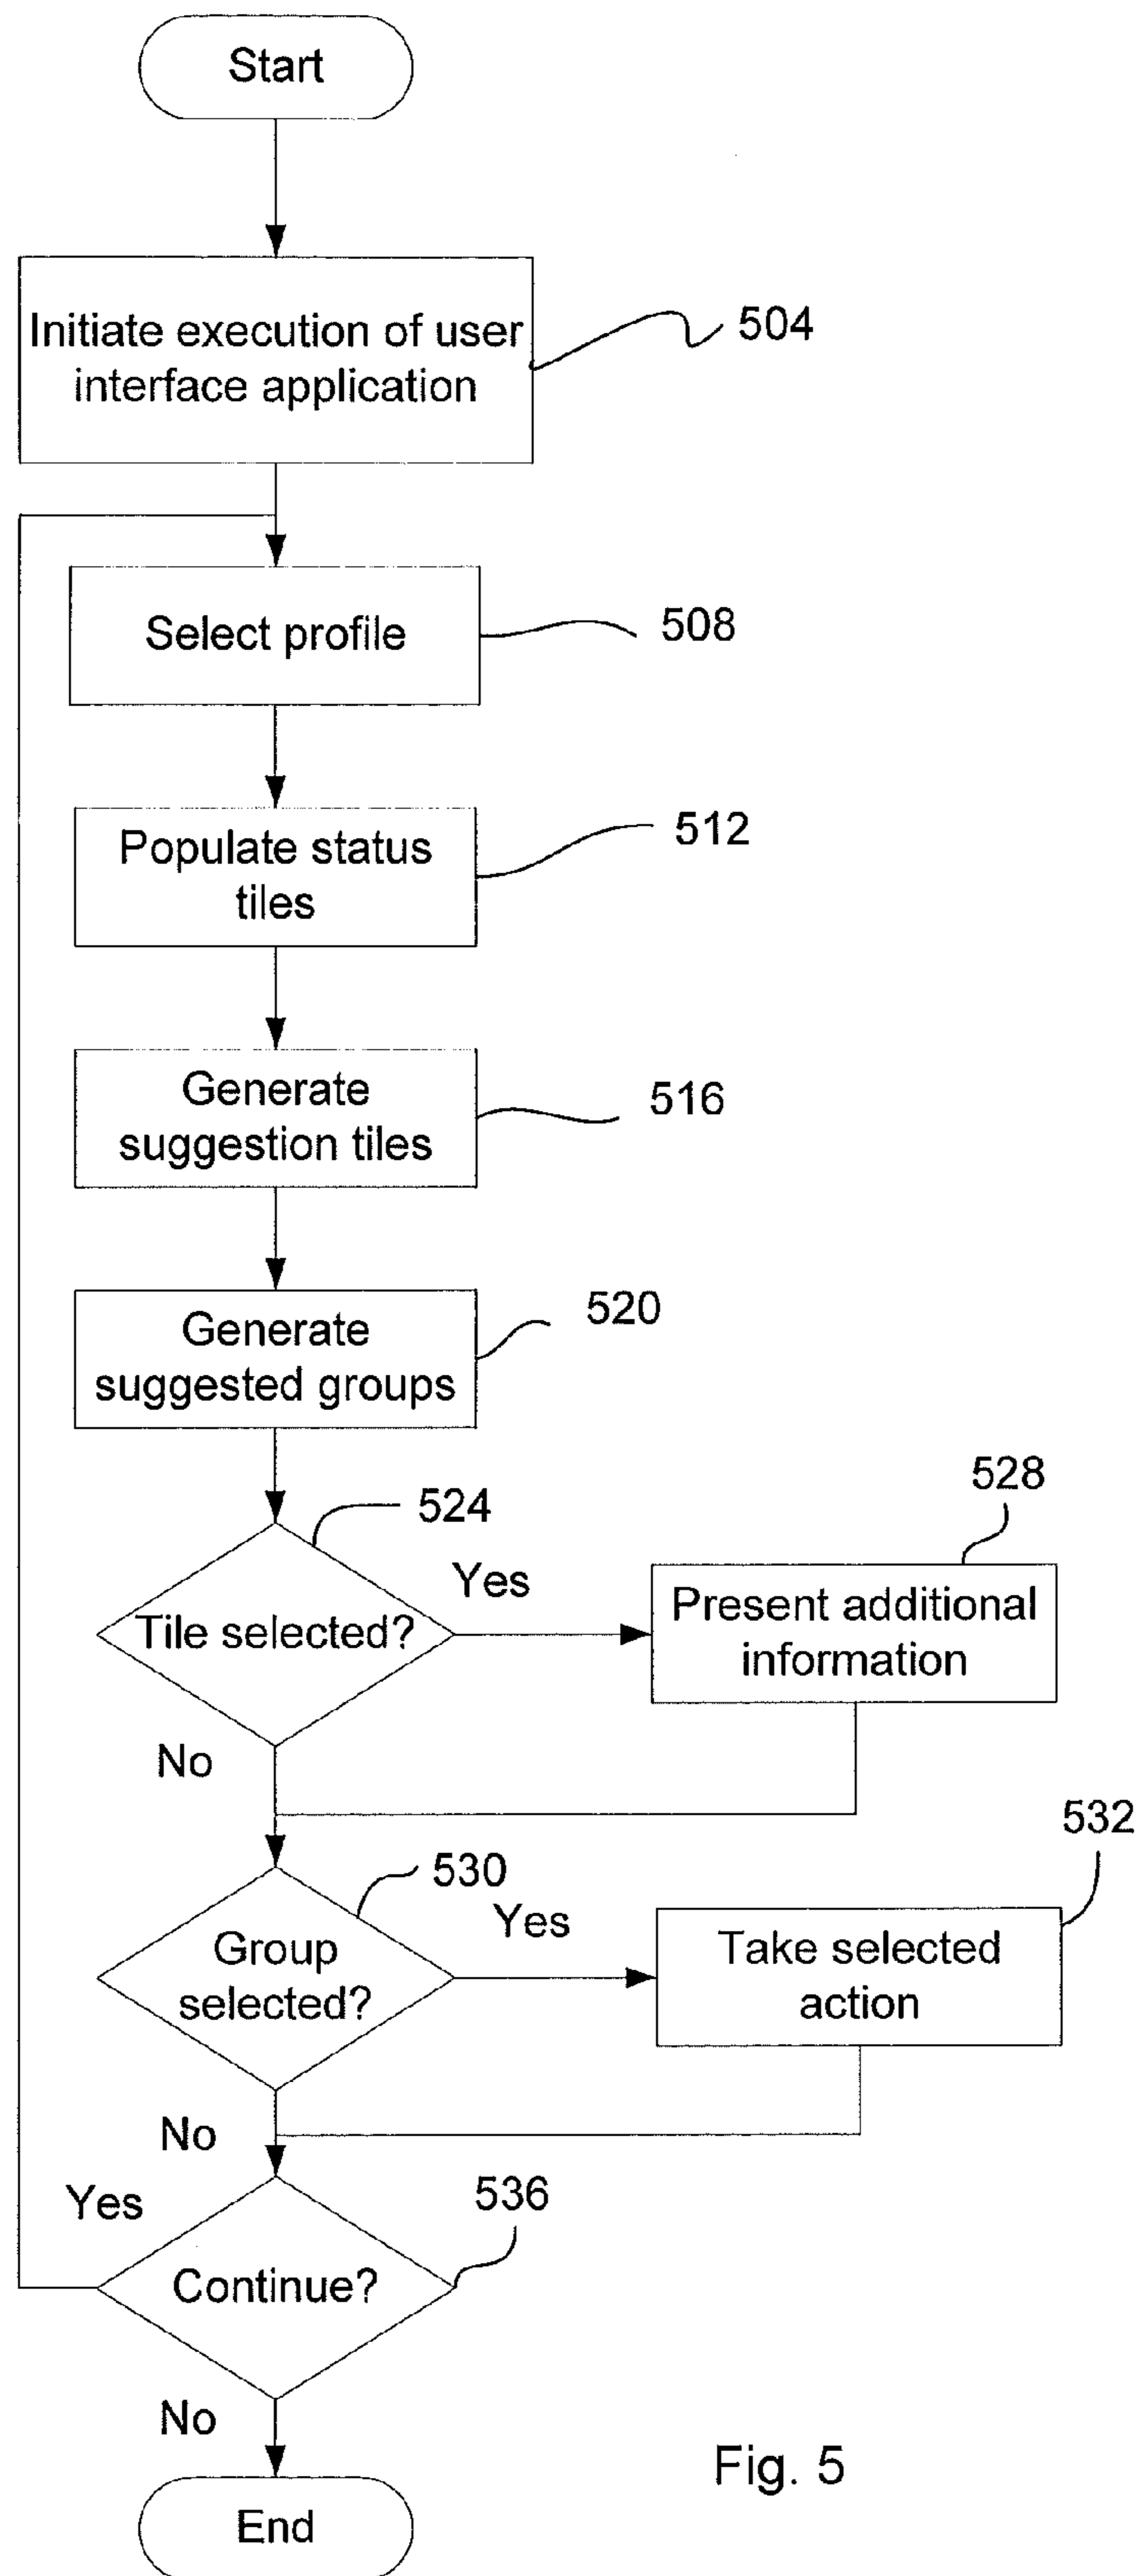 Start
Initiate execution of user
interface application
504
Select profile
508
Populate status
tiles
512
Generate
suggestion tiles
516
Generate
suggested groups
520
524
Tile selected?
Yes
528
Present additional
information
No
530
Group
selected?
Yes
532
Take selected
action
No
Yes
536
Continue?
No
End
Fig. 5